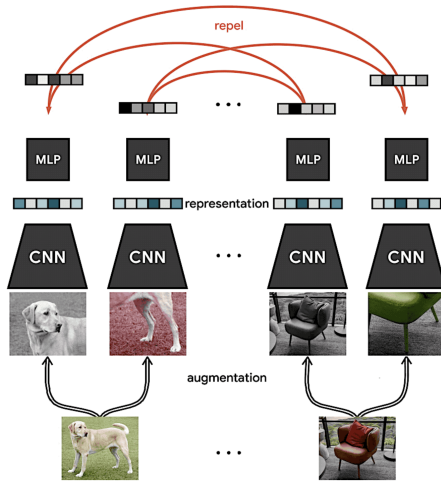 repel
...
MLP MLP MLP MLP
representation
CNN CNN ... CNN CNN
augmentation
...